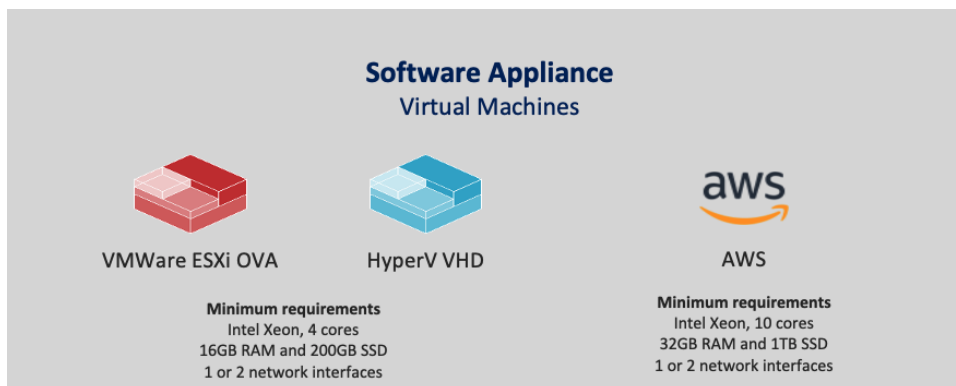 Software Appliance
Virtual Machines
aws
VMWare ESXi OVA
HyperV VHD
AWS
Minimum requirements
Intel Xeon, 4 cores
16GB RAM and 200GB SSD
1 or 2 network interfaces
Minimum requirements
Intel Xeon, 10 cores
32GB RAM and 1TB SSD
1 or 2 network interfaces